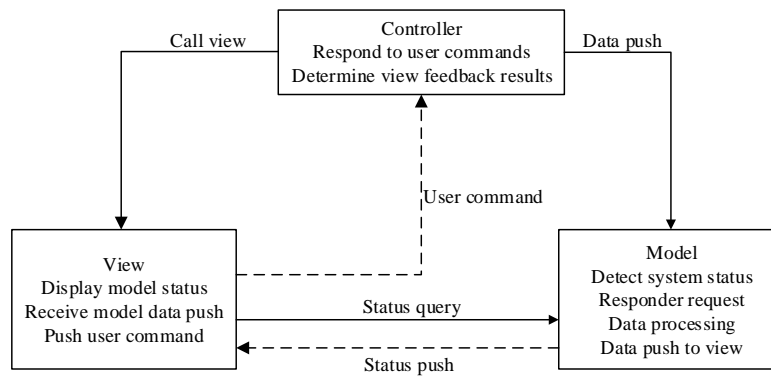 Controller
Respond to user commands
Determine view feedback results
Call view
Data push
User command
View
Display model status
Receive model data push
Push user command
Status query
Status push
Model
Detect system status
Responder request
Data processing
Data push to view